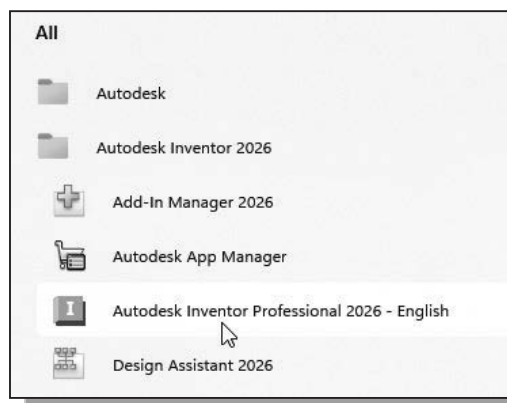 All
Autodesk
Autodesk Inventor 2026
Add-In Manager 2026
Autodesk App Manager
I
Autodesk Inventor Professional 2026 - English
Design Assistant 2026